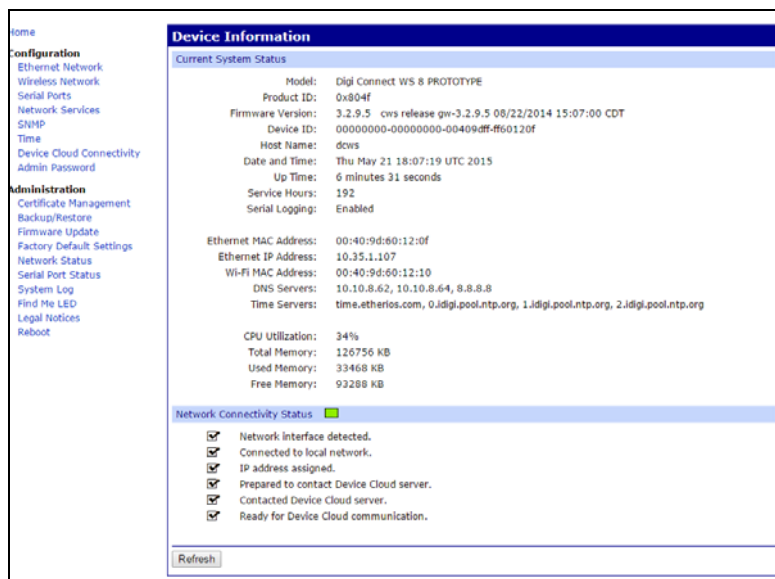 Home
Configuration
Ethernet Network
Wireless Network
Serial Ports
Network Services
SNMP
Time
Device Cloud Connectivity
Admin Password
Administration
Certificate Management
Backup/Restore
Firmware Update
Factory Default Settings
Network Status
Serial Port Status
System Log
Find Me LED
Legal Notices
Reboot
Device Information
Current System Status
Model: Digi Connect WS 8 PROTOTYPE
Product ID: 0x804f
Firmware Version: 3.2.9.5 cws release gw-3.2.9.5 08/22/2014 15:07:00 CDT
Device ID: 00000000-00000000-00409dff-ff60120f
Host Name: dcws
Date and Time: Thu May 21 18:07:19 UTC 2015
Up Time: 6 minutes 31 seconds
Service Hours: 192
Serial Logging: Enabled
Ethernet MAC Address: 00:40:9d:60:12:0f
Ethernet IP Address: 10.35.1.107
Wi-Fi MAC Address: 00:40:9d:60:12:10
DNS Servers: 10.10.8.62, 10.10.8.64, 8.8.8.8
Time Servers: time.etherios.com, 0.idigi.pool.ntp.org, 1.idigi.pool.ntp.org, 2.idigi.pool.ntp.org
CPU Utilization: 34%
Total Memory: 126756 KB
Used Memory: 33468 KB
Free Memory: 93288 KB
Network Connectivity Status
Network interface detected.
Connected to local network.
IP address assigned.
Prepared to contact Device Cloud server.
Contacted Device Cloud server.
Ready for Device Cloud communication.
Refresh